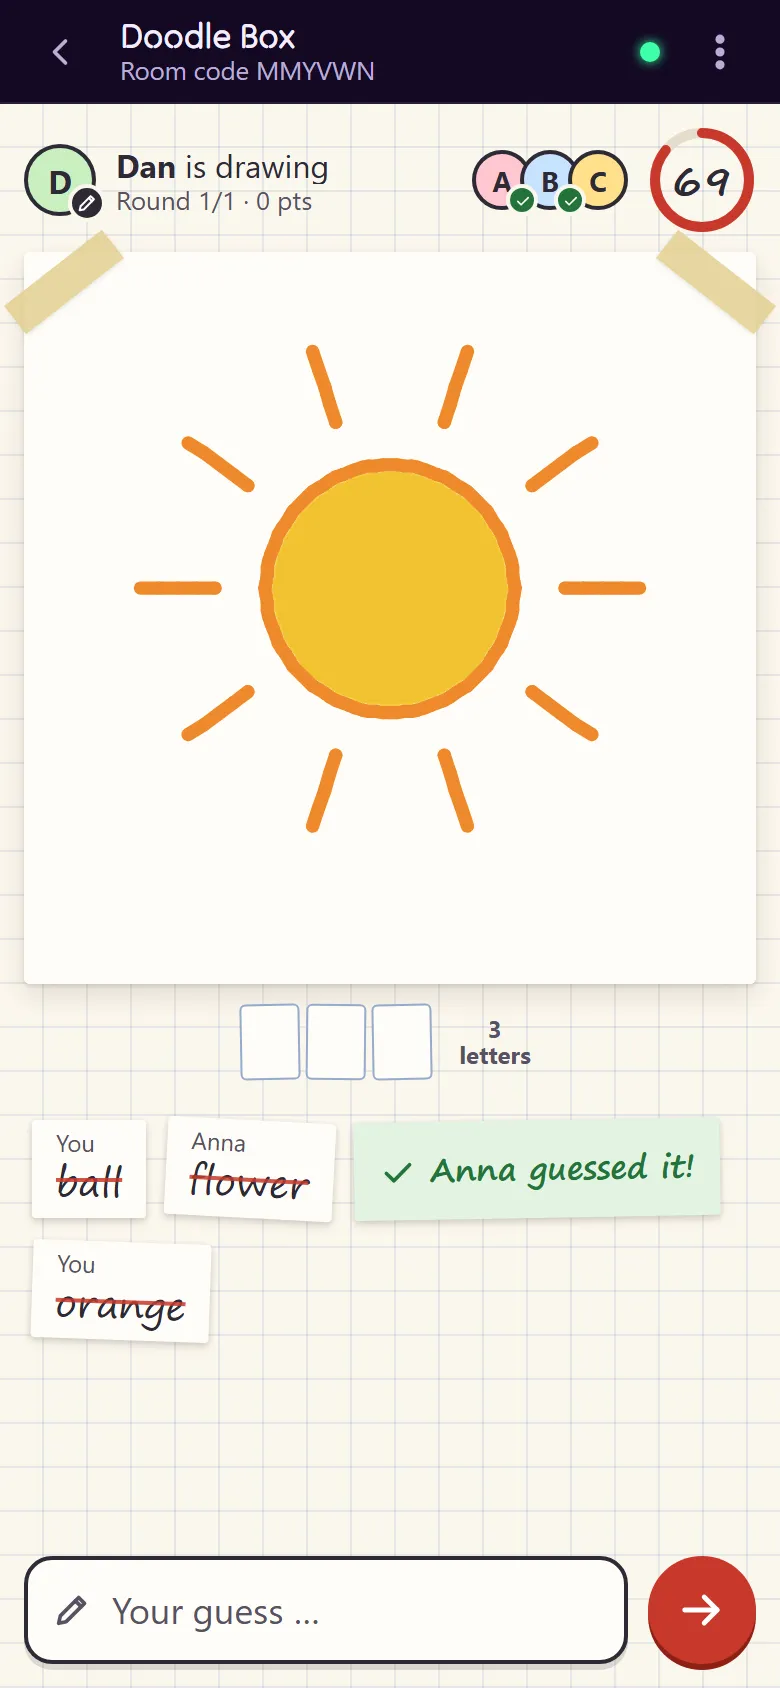 Doodle Box
Room code MMYVWN
D
Dan is drawing
Round 1/1 · 0 pts
A B C
69
3
letters
You
ball
Anna
flower
Anna guessed it!
You
orange
Your guess ...